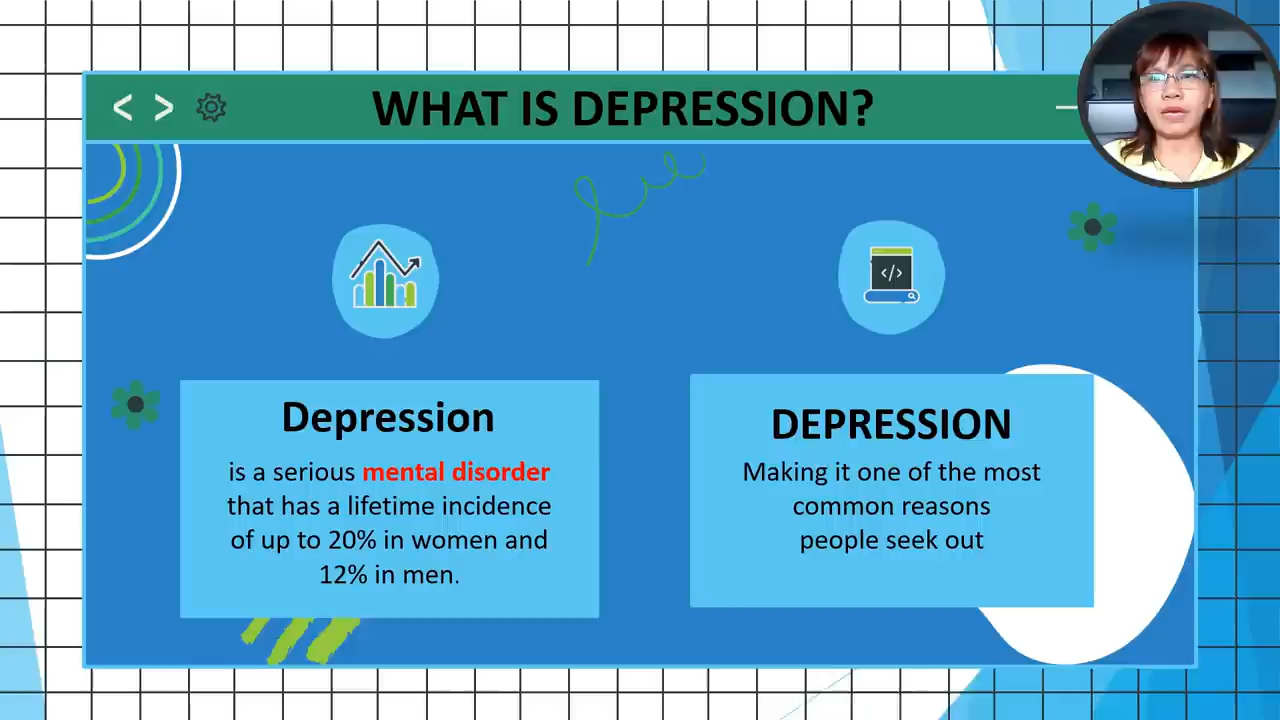 WHAT IS DEPRESSION?
Depression
is a serious mental disorder
that has a lifetime incidence
of up to 20% in women and
12% in men.
</>
DEPRESSION
Making it one of the most
common reasons
people seek out